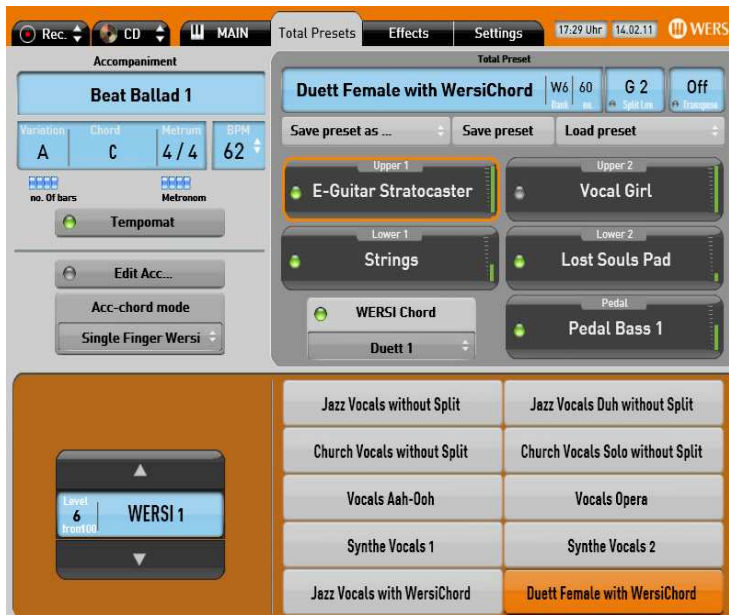 Rec. CD MAIN Total Presets Effects Settings 17:29 Uhr 14.02.11 WERS
Accompaniment
Beat Ballad 1
Variation Chord Metrum BPM
A C 4/4 62
no. Of bars Metronom
Tempomat
Edit Acc...
Acc-chord mode
Single Finger Wersi
Total Preset
Duett Female with WersiChord W6 60 G 2 Off
Bank no. Split Low Transpose
Save preset as ... Save preset Load preset
Upper 1 Upper 2
E-Guitar Stratocaster Vocal Girl
Lower 1 Lower 2
Strings Lost Souls Pad
WERSI Chord
Duett 1
Pedal
Pedal Bass 1
Level
6 WERSI 1
from100
Jazz Vocals without Split Jazz Vocals Duh without Split
Church Vocals without Split Church Vocals Solo without Split
Vocals Aah-Ooh Vocals Opera
Synthe Vocals 1 Synthe Vocals 2
Jazz Vocals with WersiChord Duett Female with WersiChord